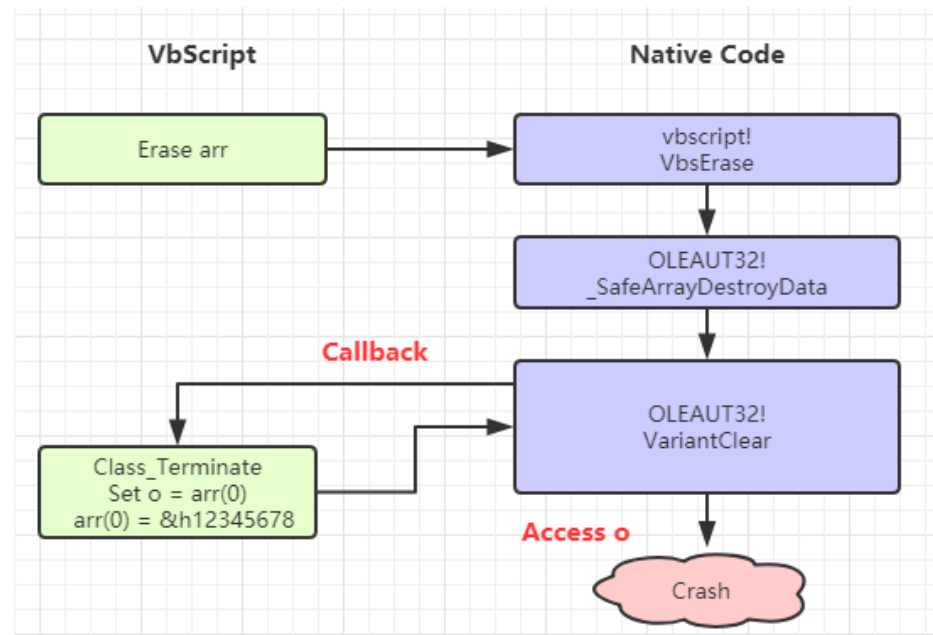 VbScript
Native Code
Erase arr
vbscript!
VbsErase
OLEAUT32!
_SafeArrayDestroyData
Callback
OLEAUT32!
VariantClear
Class_Terminate
Set o = arr(0)
arr(0) = &h12345678
Access o
Crash